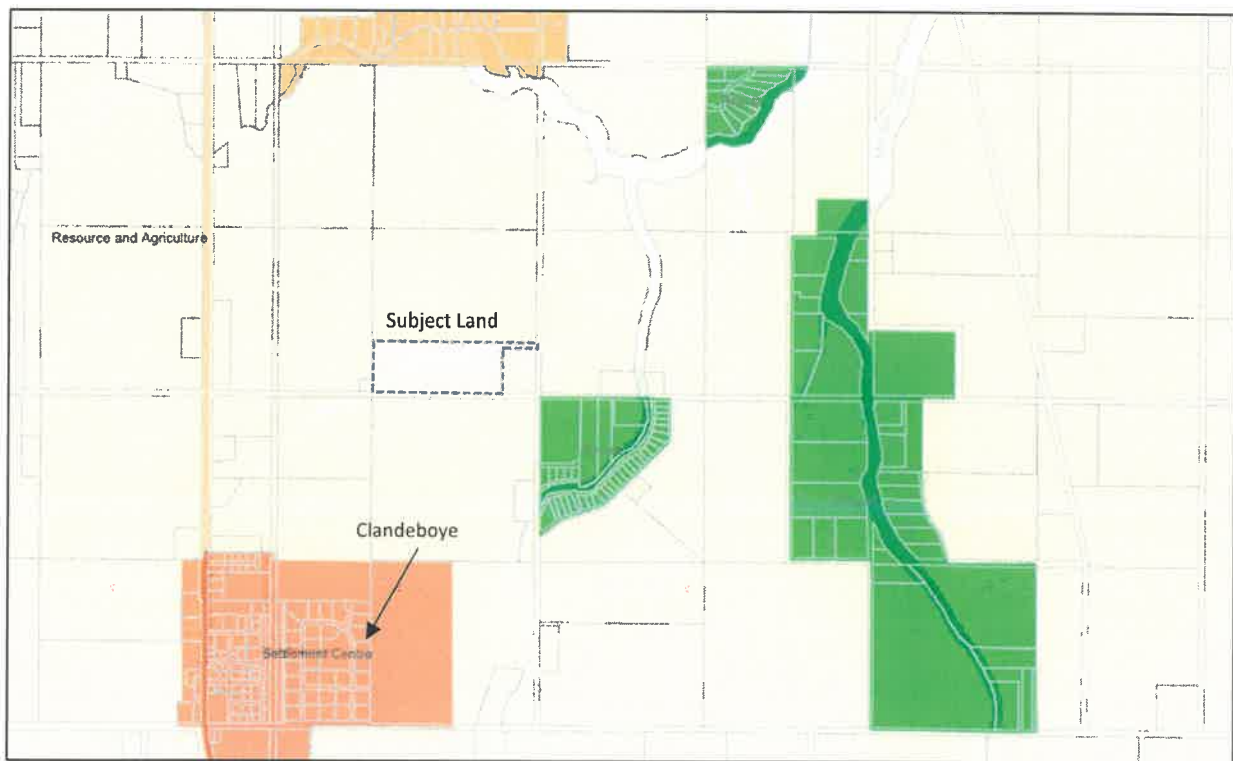 Resource and Agriculture
Subject Land
Clandeboye
Settlement Centre